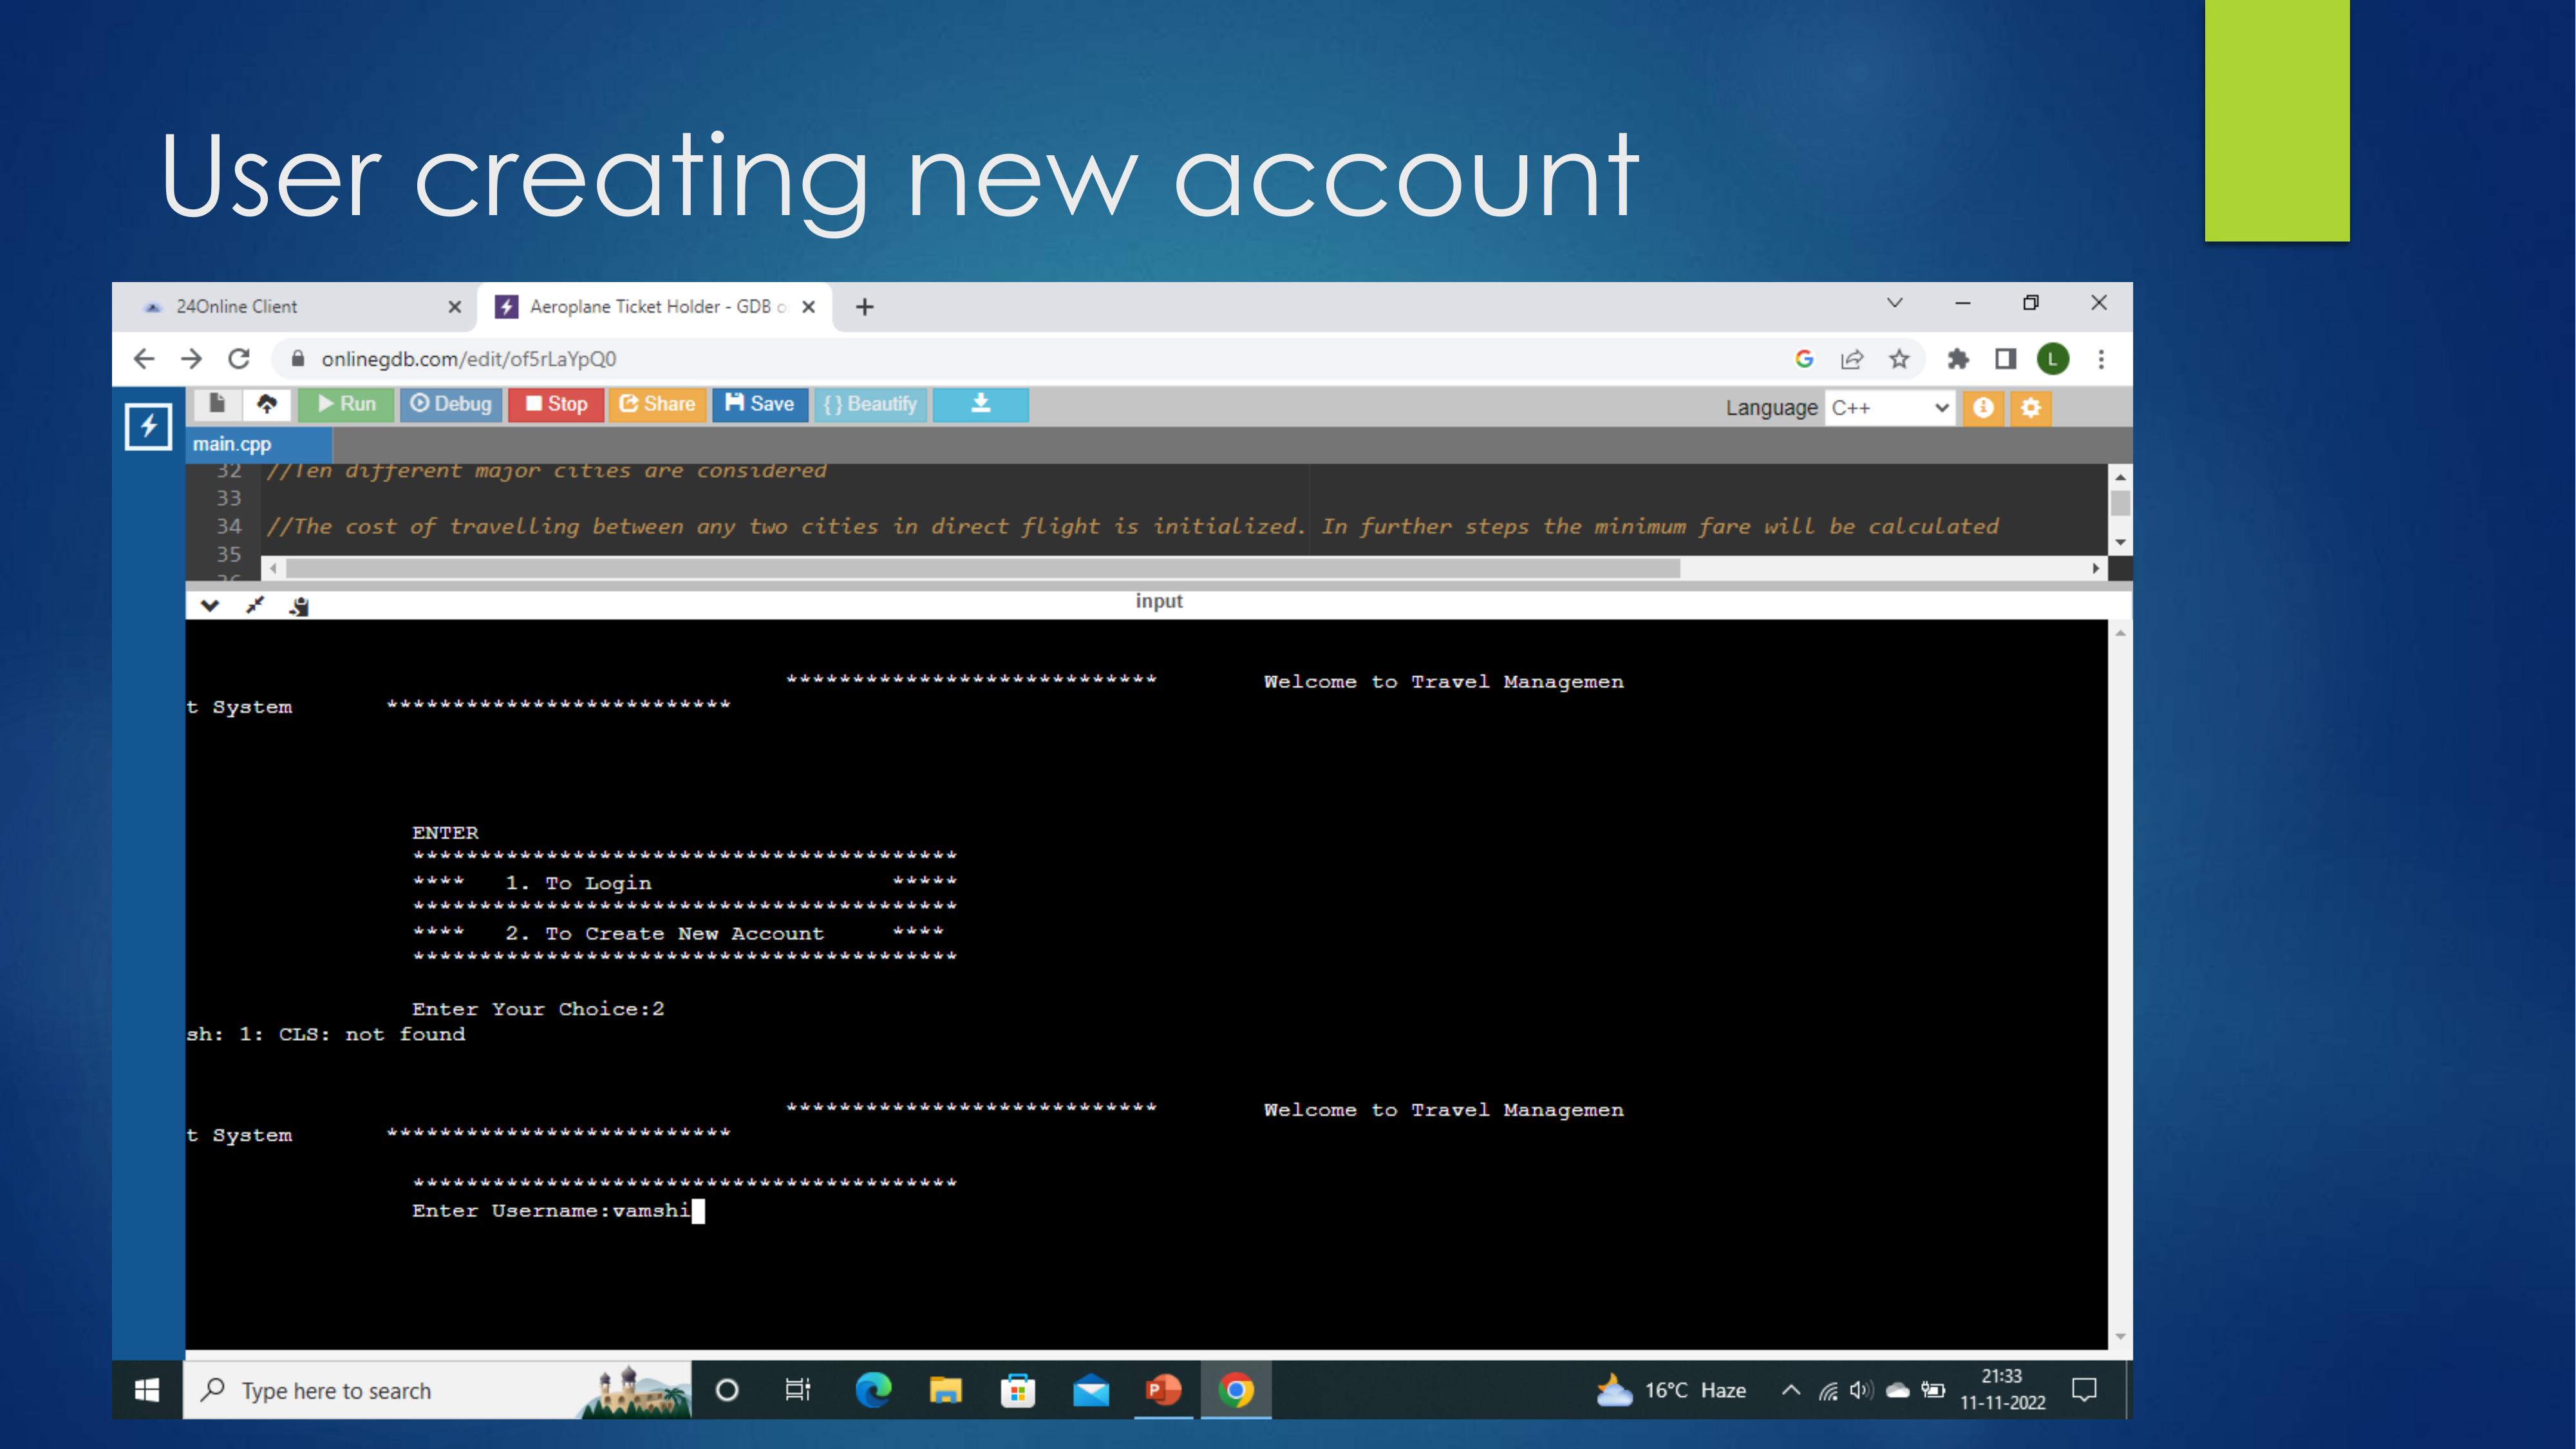 User creating new account
24Online Client
Aeroplane Ticket Holder - GDB o
onlinegdb.com/edit/of5rLaYpQ0
L
Run Debug Stop Share Save { } Beautify
Language C++
main.cpp
32 //Ten different major cities are considered
33
34 //The cost of travelling between any two cities in direct flight is initialized. In further steps the minimum fare will be calculated
35
36
input
**************************** Welcome to Travel Managemen
t System **************************
ENTER
*****************************************
**** 1. To Login *****
*****************************************
**** 2. To Create New Account ****
*****************************************
Enter Your Choice:2
sh: 1: CLS: not found
**************************** Welcome to Travel Managemen
t System **************************
*****************************************
Enter Username:vamshi
Type here to search
16°C Haze
21:33
11-11-2022